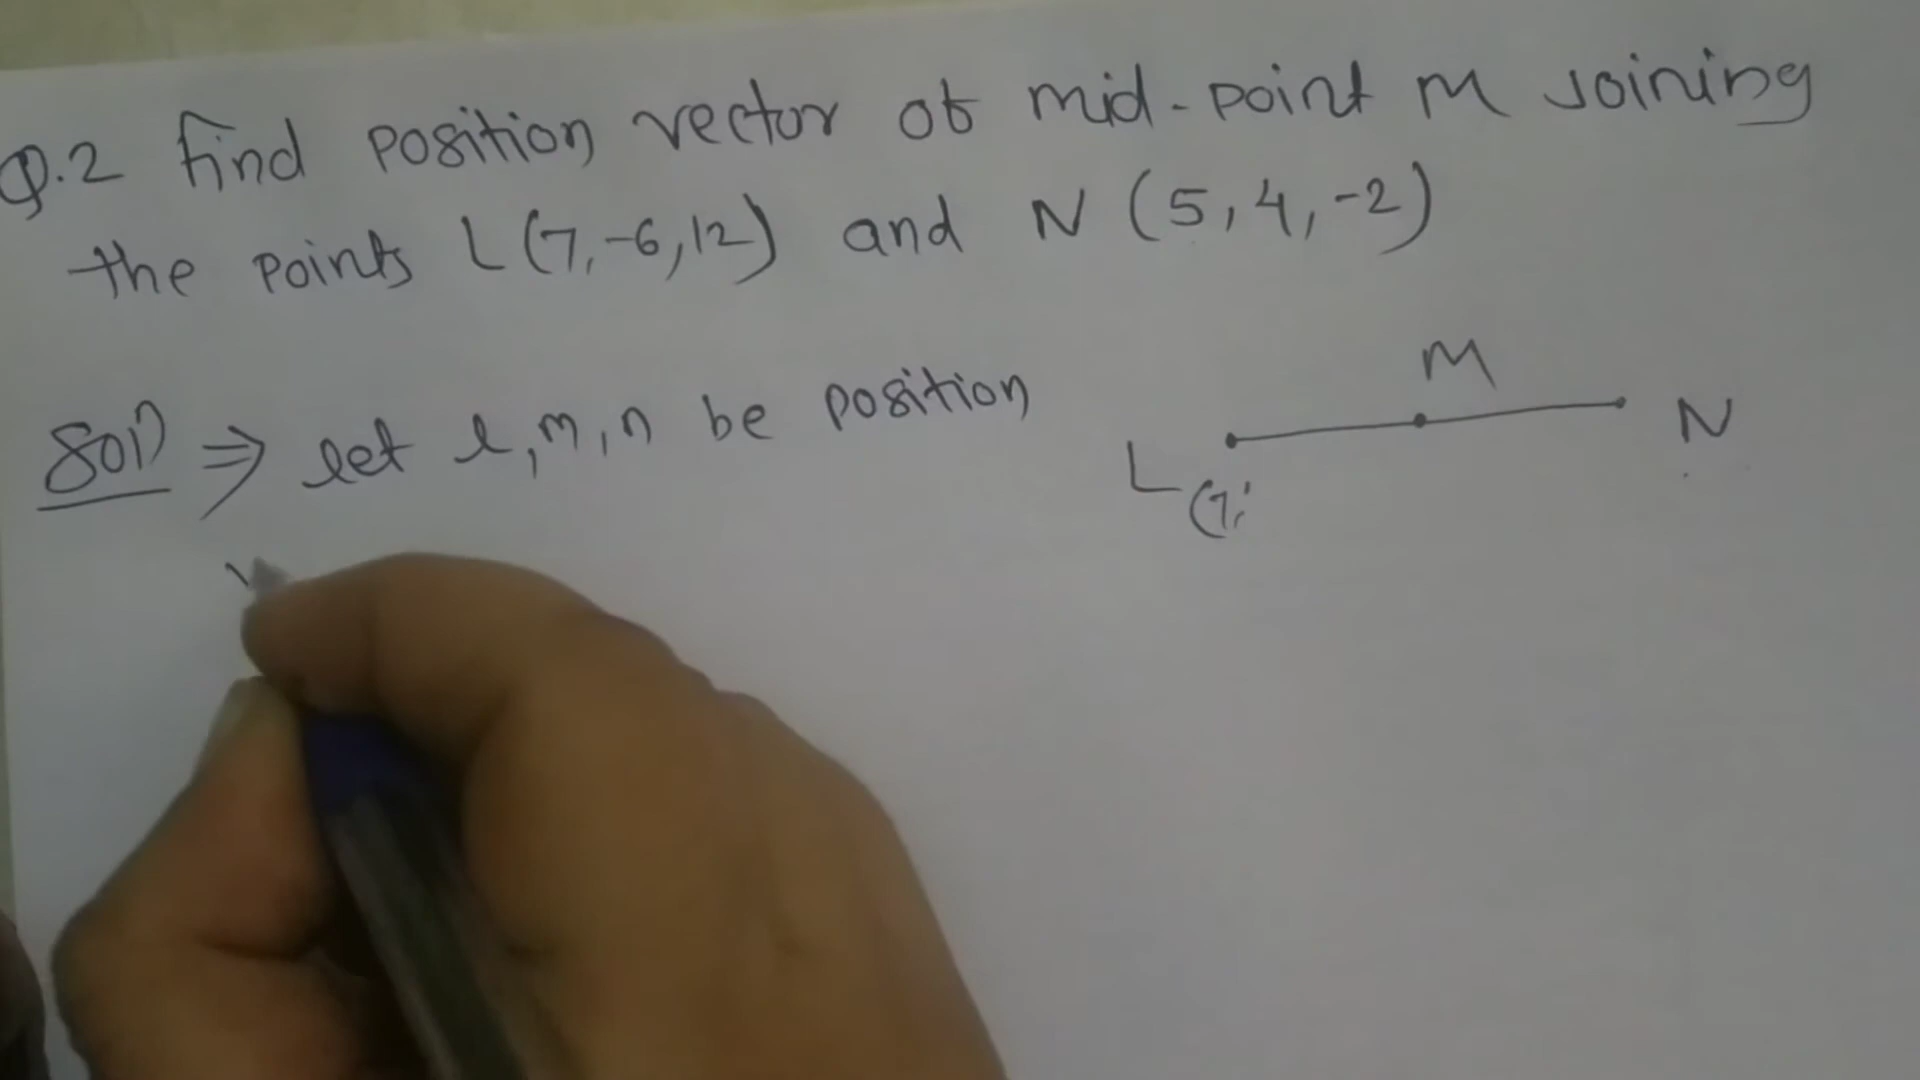 Q.2 find position vector of mid-point M Joining
the points L(7,-6,12) and N (5,4,-2)
Soln ⇒ let l,m,n be position
M
N
L
(7,